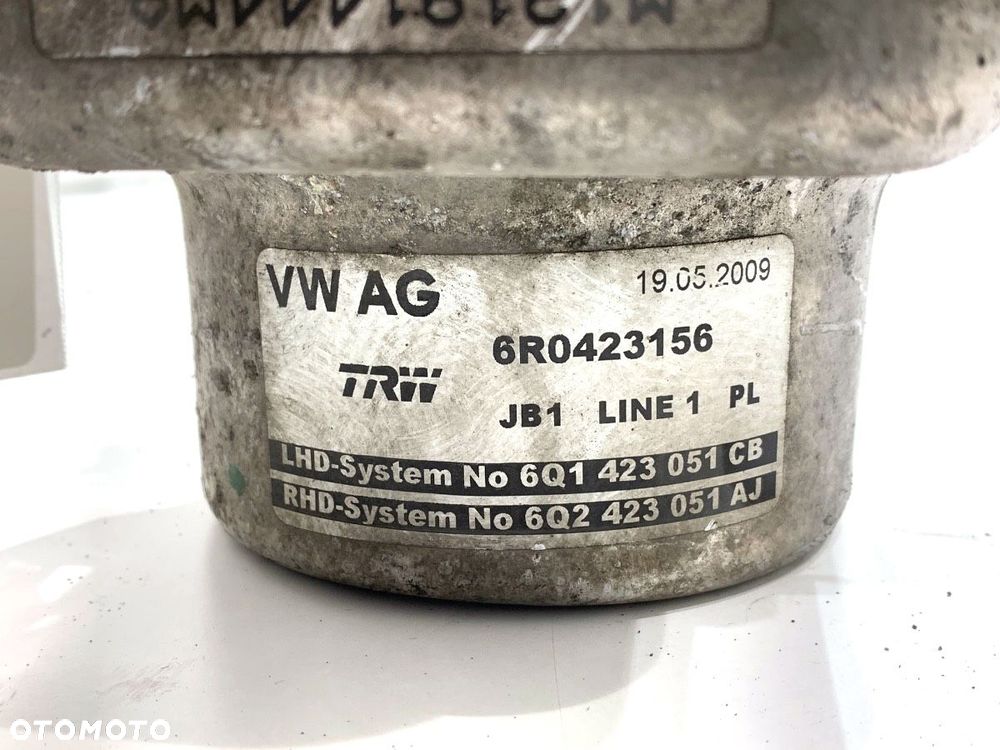 VW AG
19.05.2009
6R0423156
TRW
JB1 LINE 1 PL
LHD-System No 6Q1 423 051 CB
RHD-System No 6Q2 423 051 AJ
OTOMOTO